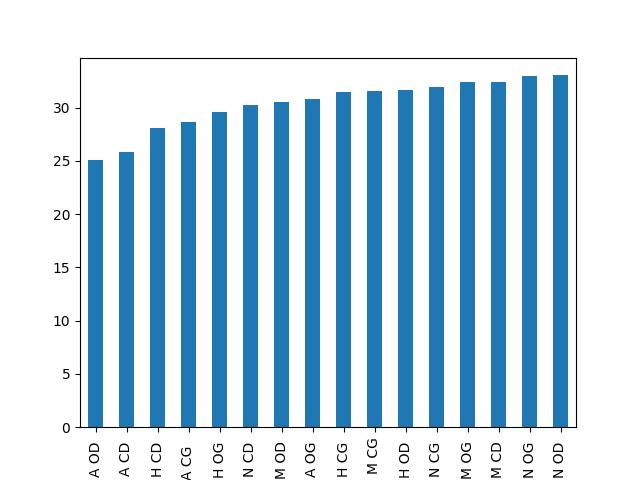 30
25
20
15
10
5
0
A OD
A CD
H CD
A CG
H OG
N CD
M OD
A OG
H CG
M CG
H OD
N CG
M OG
M CD
N OG
N OD